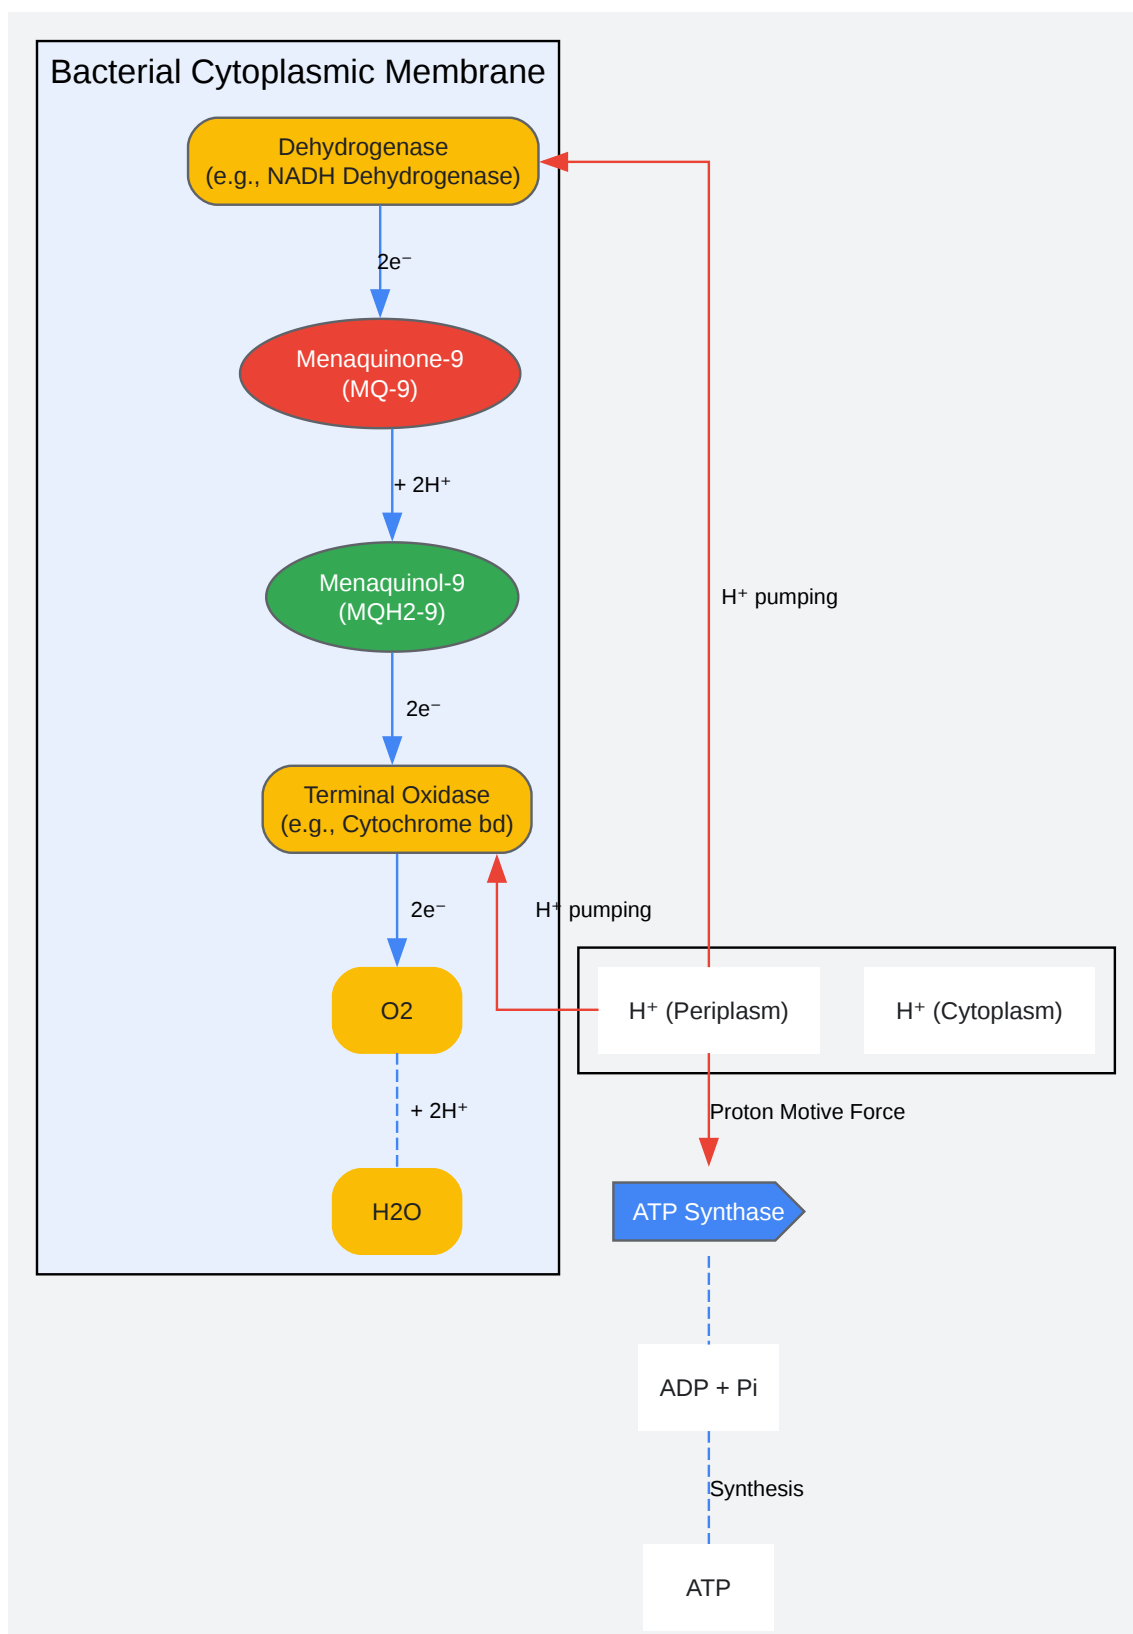 Bacterial Cytoplasmic Membrane
Dehydrogenase
(e.g., NADH Dehydrogenase)
2e⁻
Menaquinone-9
(MQ-9)
+ 2H⁺
Menaquinol-9
(MQH2-9)
H⁺ pumping
2e⁻
Terminal Oxidase
(e.g., Cytochrome bd)
2e⁻
H⁺ pumping
O2
H⁺ (Periplasm)
H⁺ (Cytoplasm)
+ 2H⁺
Proton Motive Force
H2O
ATP Synthase
ADP + Pi
Synthesis
ATP